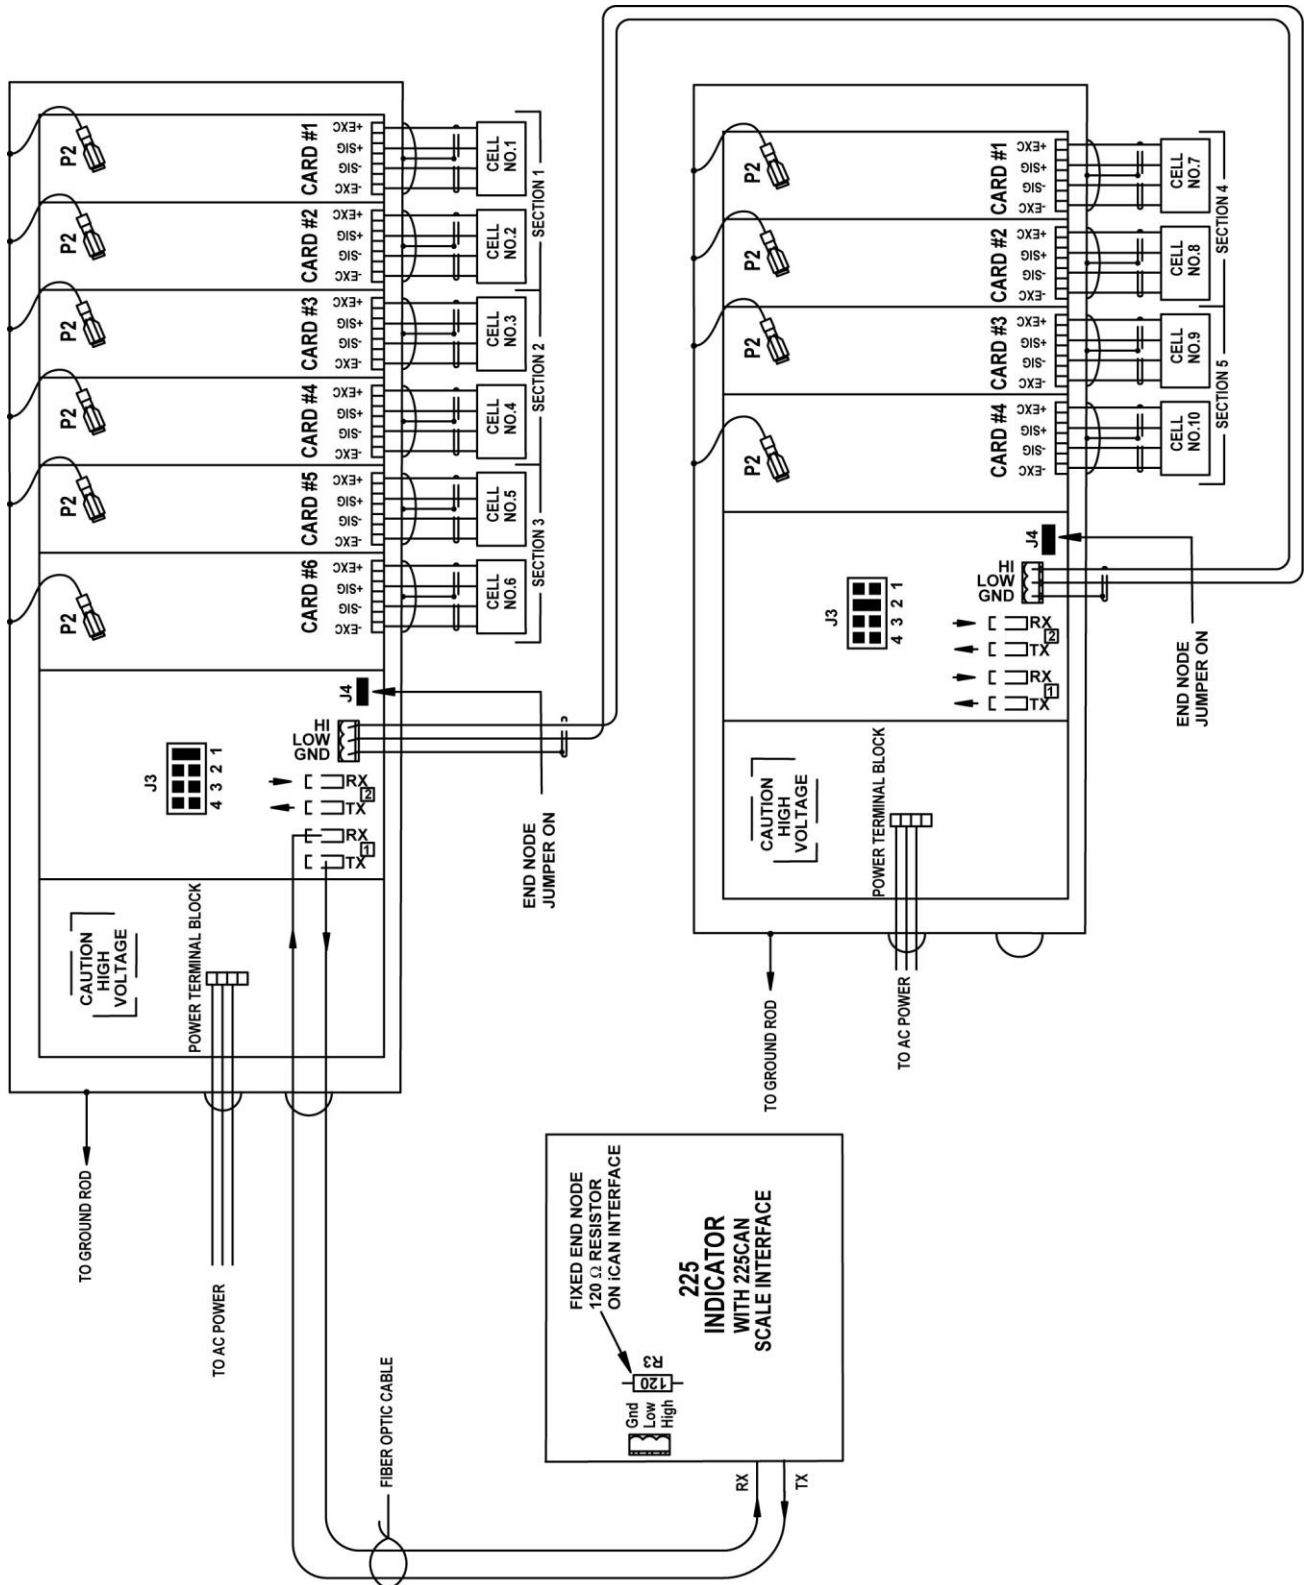 P2
CARD #1
+EXC
+SIG
-SIG
-EXC
CELL
NO.1
P2
CARD #2
+EXC
+SIG
-SIG
-EXC
CELL
NO.2
SECTION 1
P2
CARD #3
+EXC
+SIG
-SIG
-EXC
CELL
NO.3
P2
CARD #4
+EXC
+SIG
-SIG
-EXC
CELL
NO.4
SECTION 2
P2
CARD #5
+EXC
+SIG
-SIG
-EXC
CELL
NO.5
P2
CARD #6
+EXC
+SIG
-SIG
-EXC
CELL
NO.6
SECTION 3
J4
HI
LOW
GND
J3
4 3 2 1
RX
2
TX
RX
1
TX
END NODE
JUMPER ON
CAUTION
HIGH
VOLTAGE
POWER TERMINAL BLOCK
TO GROUND ROD
TO AC POWER
FIBER OPTIC CABLE
P2
CARD #1
+EXC
+SIG
-SIG
-EXC
CELL
NO.7
P2
CARD #2
+EXC
+SIG
-SIG
-EXC
CELL
NO.8
SECTION 4
P2
CARD #3
+EXC
+SIG
-SIG
-EXC
CELL
NO.9
P2
CARD #4
+EXC
+SIG
-SIG
-EXC
CELL
NO.10
SECTION 5
J4
HI
LOW
GND
J3
4 3 2 1
RX
2
TX
RX
1
TX
END NODE
JUMPER ON
CAUTION
HIGH
VOLTAGE
POWER TERMINAL BLOCK
TO GROUND ROD
TO AC POWER
FIXED END NODE
120 Ω RESISTOR
ON iCAN INTERFACE
R3
120
Gnd
Low
High
225
INDICATOR
WITH 225CAN
SCALE INTERFACE
RX
TX